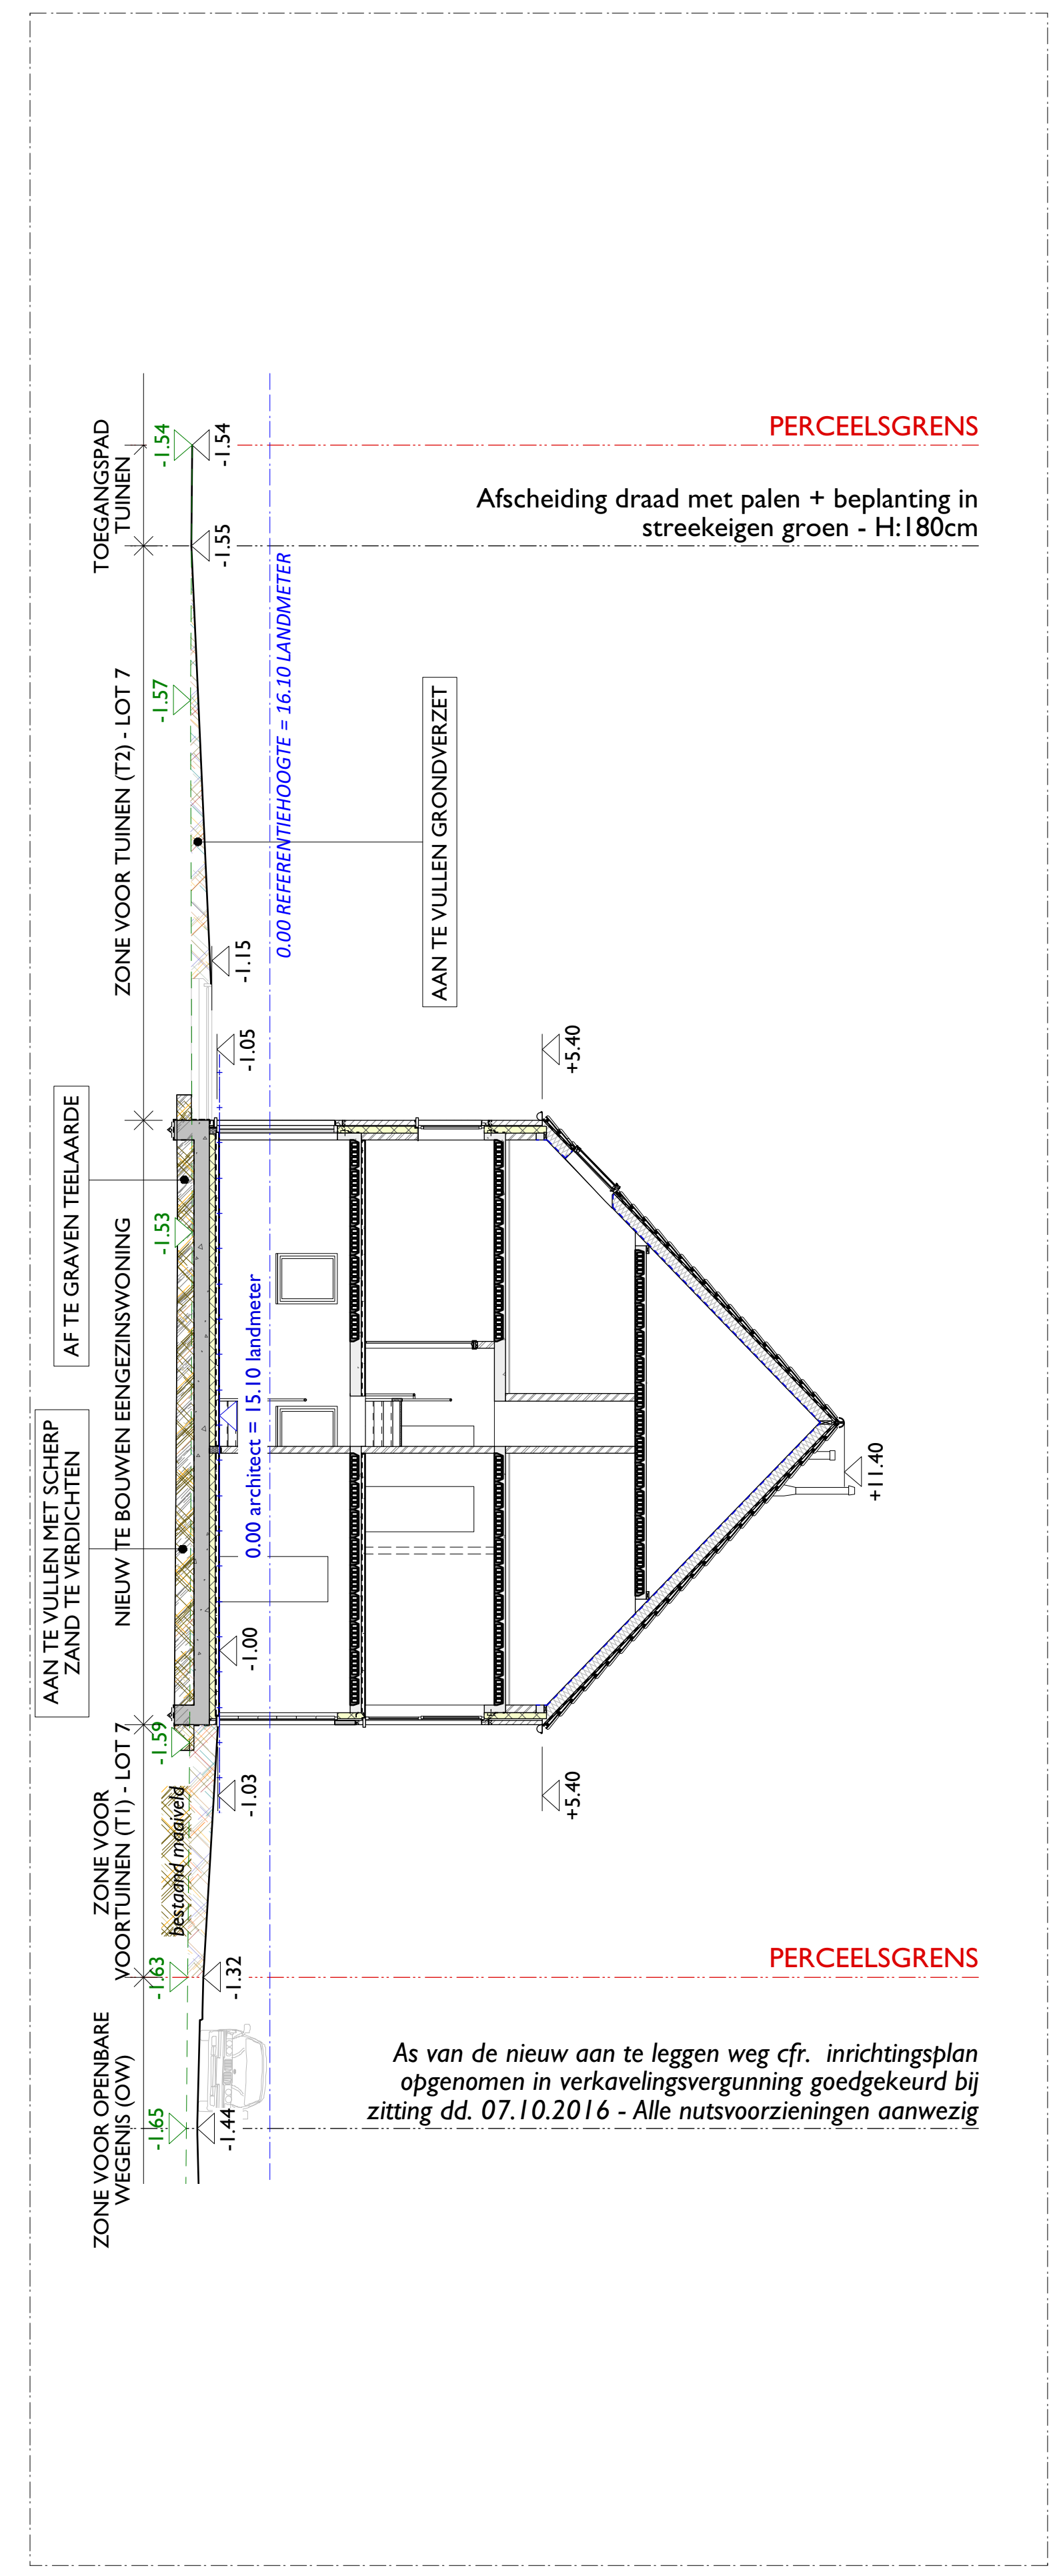 TOEGANGSPAD
TUINEN
-1.54
-1.54
-1.55
PERCEELSGRENS
Afscheiding draad met palen + beplanting in
streekeigen groen - H:180cm
ZONE VOOR TUINEN (T2) - LOT 7
-1.57
0.00 REFERENTIEHOOGTE = 16.10 LANDMETER
AAN TE VULLEN GRONDVERZET
-1.15
-1.05
+5.40
AF TE GRAVEN TEELAARDE
-1.53
NIEUW TE BOUWEN EENGEZINSWONING
0.00 architect = 15.10 landmeter
AAN TE VULLEN MET SCHERP
ZAND TE VERDICHTEN
+11.40
-1.00
-1.59
ZONE VOOR
VOORTUINEN (T1) - LOT 7
bestaand maaiveld
-1.03
+5.40
-1.63
-1.32
PERCEELSGRENS
ZONE VOOR OPENBARE
WEGENIS (OW)
-1.65
-1.44
As van de nieuw aan te leggen weg cfr. inrichtingsplan
opgenomen in verkavelingsvergunning goedgekeurd bij
zitting dd. 07.10.2016 - Alle nutsvoorzieningen aanwezig